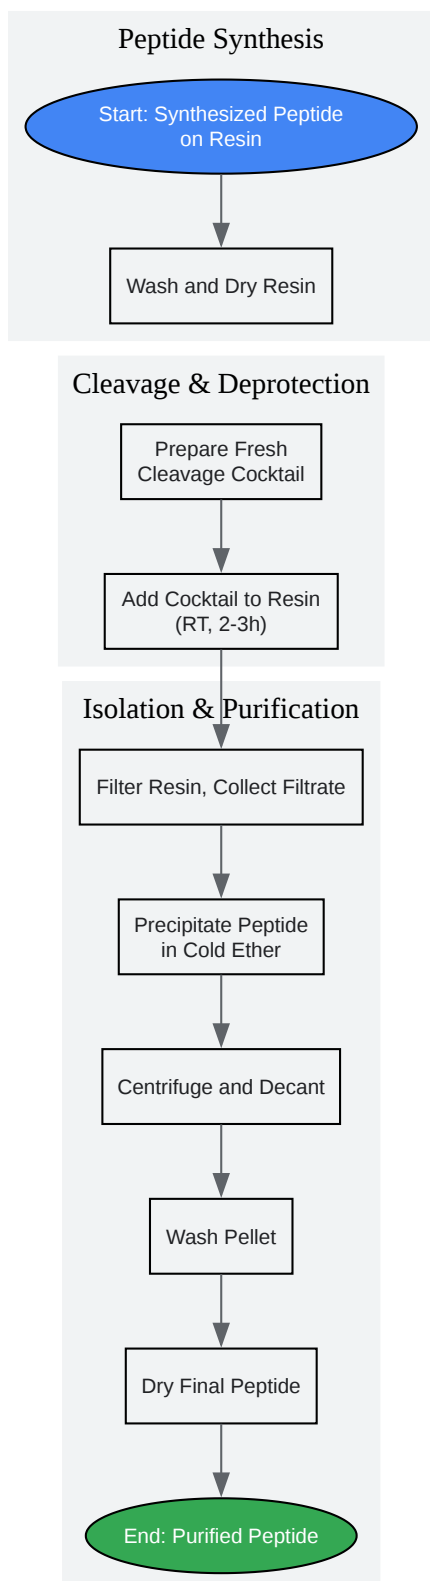 Peptide Synthesis
Start: Synthesized Peptide
on Resin
Wash and Dry Resin
Cleavage & Deprotection
Prepare Fresh
Cleavage Cocktail
Add Cocktail to Resin
(RT, 2-3h)
Isolation & Purification
Filter Resin, Collect Filtrate
Precipitate Peptide
in Cold Ether
Centrifuge and Decant
Wash Pellet
Dry Final Peptide
End: Purified Peptide